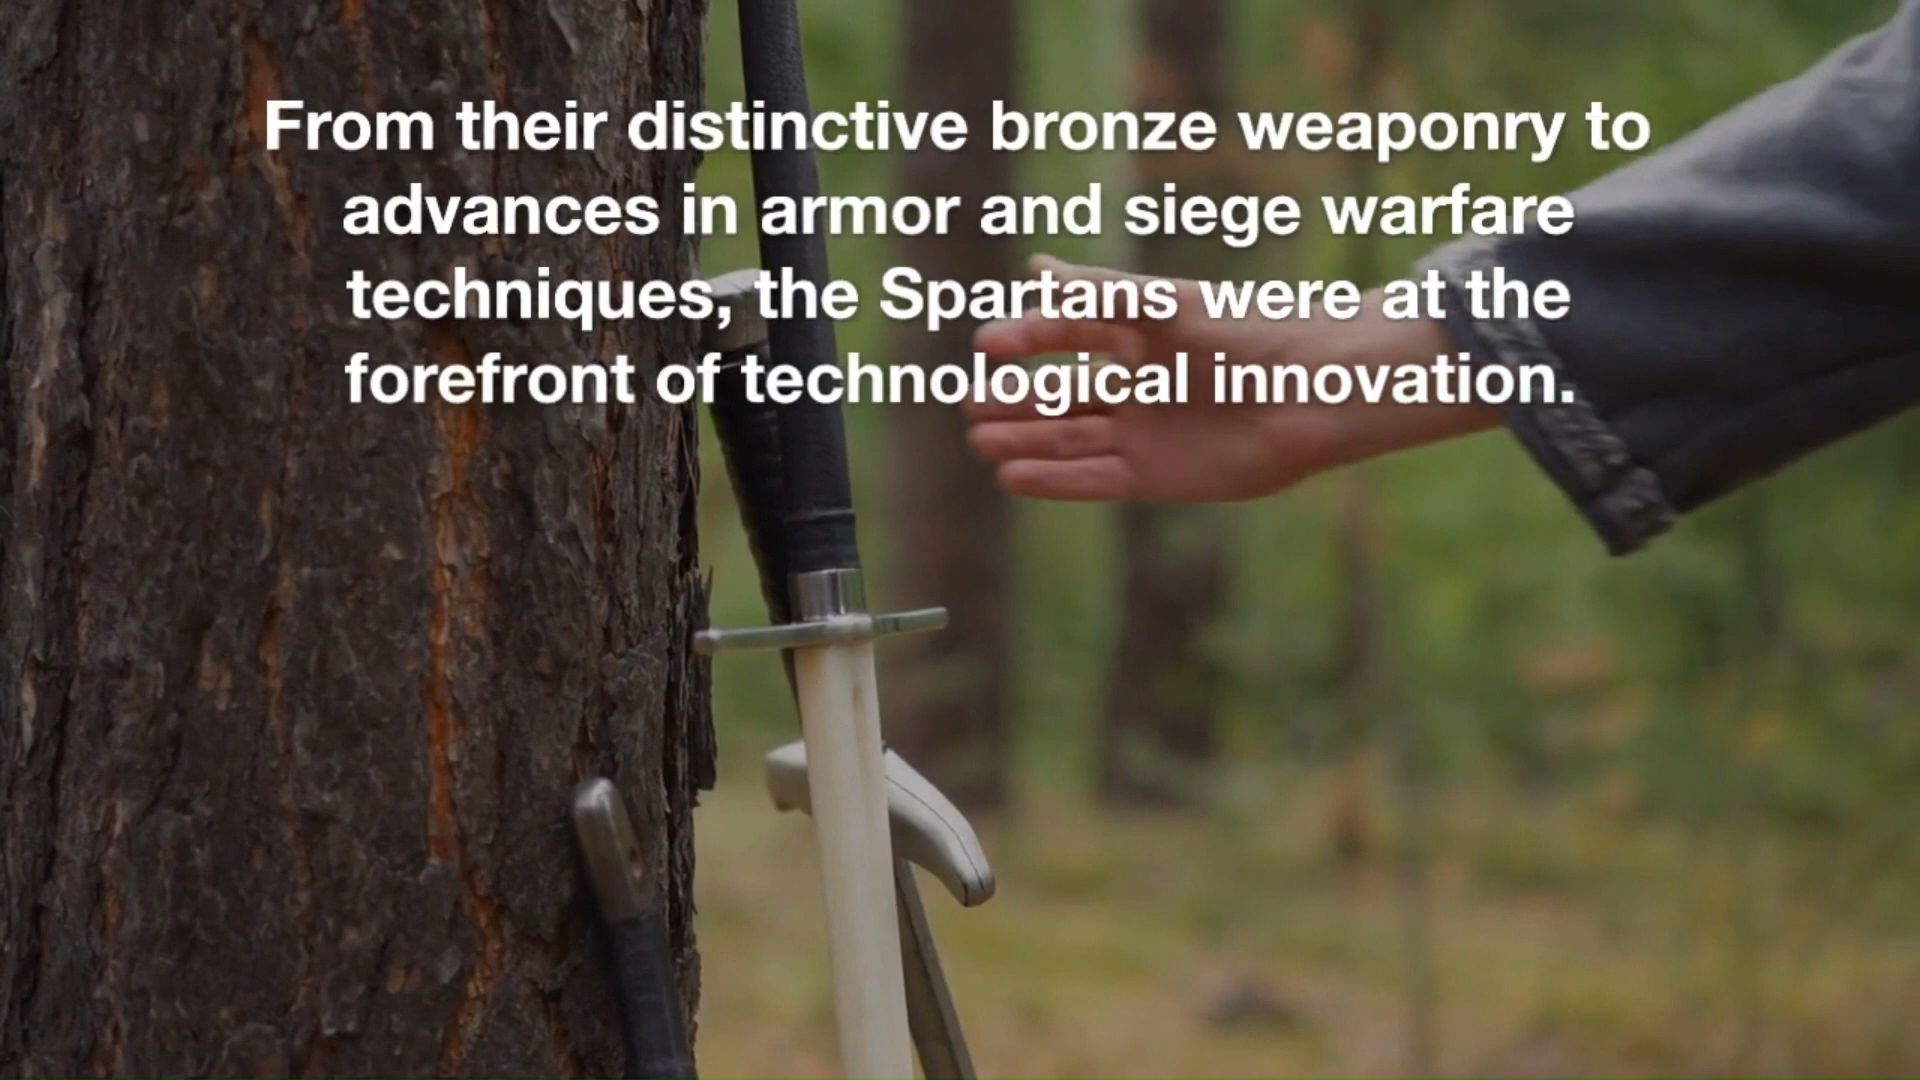 From their distinctive bronze weaponry to
advances in armor and siege warfare
techniques, the Spartans were at the
forefront of technological innovation.